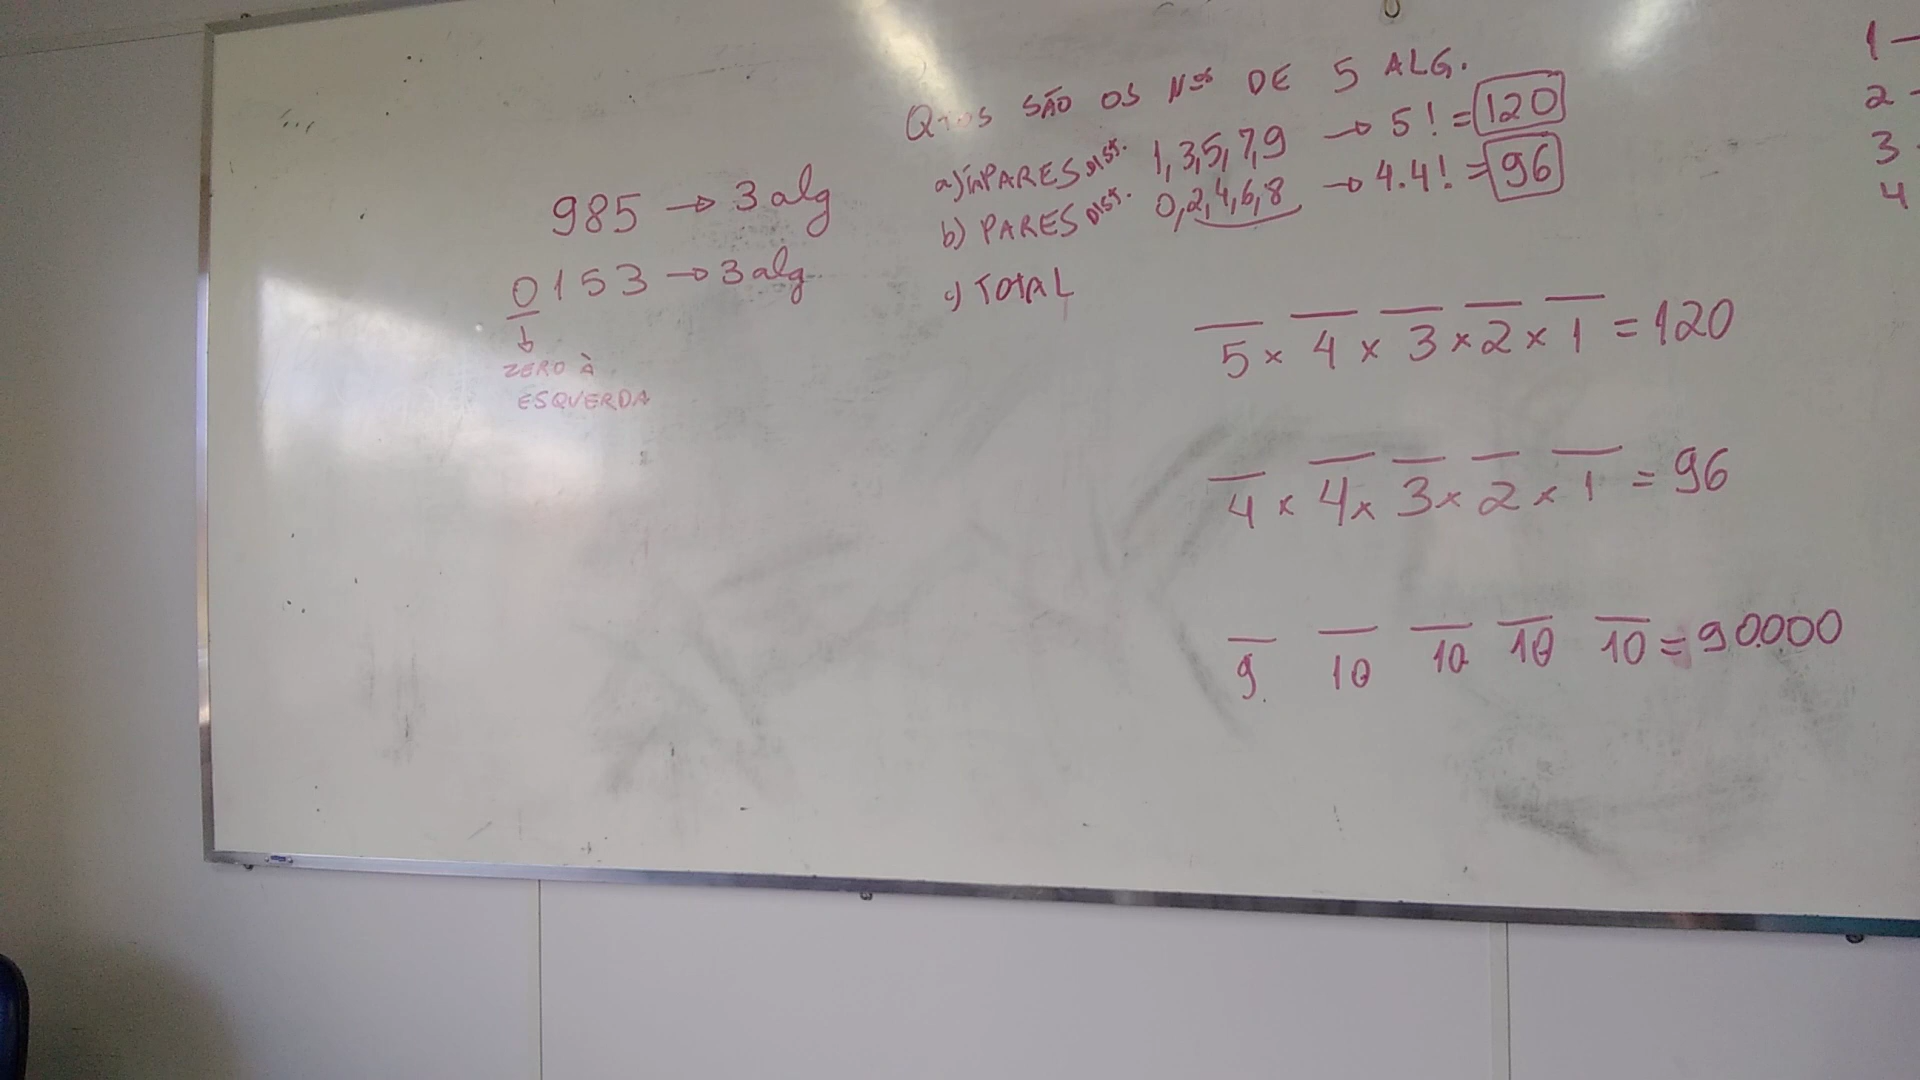 985 → 3 alg
0153 → 3 alg.
ZERO À
ESQUERDA
Qtos SÃO OS Nºs DE 5 ALG.
a) ÍMPARES DIST. 1,3,5,7,9 → 5! = 120
b) PARES DIST. 0,2,4,6,8 → 4.4! = 96
c) TOTAL
5 × 4 × 3 × 2 × 1 = 120
4 × 4 × 3 × 2 × 1 = 96
9 10 10 10 10 = 90.000
1 -
2 -
3 -
4